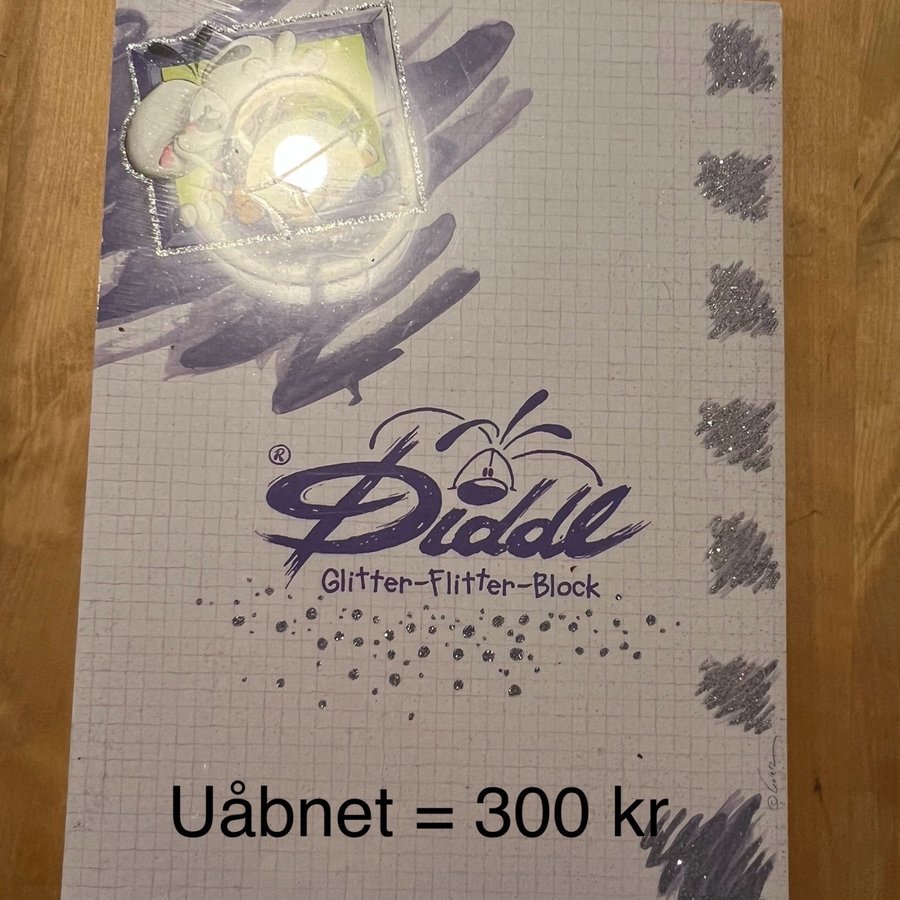 ®
Diddl
Glitter-Flitter-Block
Uåbnet = 300 kr